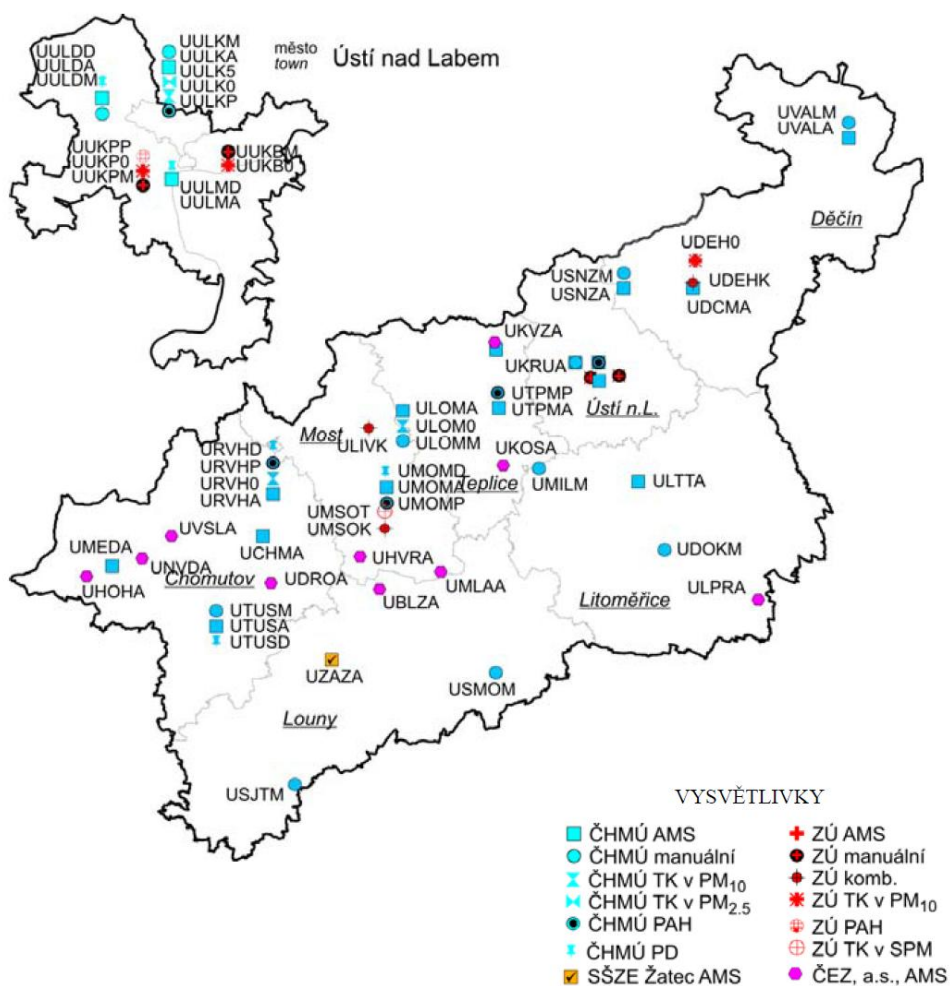 UULDD
UULDA
UULDM
UULKM
UULKA
UULK5
UULK0
UULKP
město
town
Ústí nad Labem
UUKPP
UUKP0
UUKPM
UUKBM
UUKB0
UULMD
UULMA
UVALM
UVALA
Děčín
UDEH0
UDEHK
UDCMA
USNZM
USNZA
UKVZA
UKRUA
Ústí n.L.
UTPMP
UTPMA
ULOMA
ULOM0
ULOMM
Most
ULIVK
URVHD
URVHP
URVH0
URVHA
UMOMD
UMOMA
UMOMP
UMSOT
UMSOK
UKOSA
Teplice
UMILM
ULTTA
UDOKM
ULPRA
Litoměřice
UVSLA
UMEDA
UNVDA
UHOHA
Chomutov
UCHMA
UDROA
UHVRA
UBLZA
UMLAA
UTUSM
UTUSA
UTUSD
UZAZA
USMOM
Louny
USJTM
VYSVĚTLIVKY
ČHMÚ AMS
ČHMÚ manuální
ČHMÚ TK v PM10
ČHMÚ TK v PM2.5
ČHMÚ PAH
ČHMÚ PD
SŠZE Žatec AMS
ZÚ AMS
ZÚ manuální
ZÚ komb.
ZÚ TK v PM10
ZÚ PAH
ZÚ TK v SPM
ČEZ, a.s., AMS